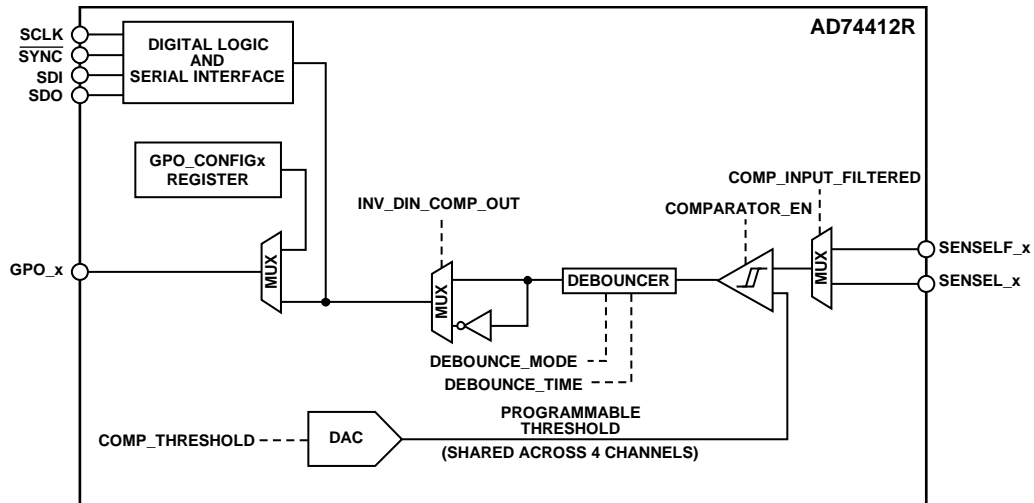 AD74412R
SCLK
SYNC
SDI
SDO
DIGITAL LOGIC
AND
SERIAL INTERFACE
GPO_CONFIGx
REGISTER
COMP_INPUT_FILTERED
INV_DIN_COMP_OUT
COMPARATOR_EN
SENSELF_x
GPO_x
MUX
MUX
DEBOUNCER
MUX
SENSEL_x
DEBOUNCE_MODE
DEBOUNCE_TIME
PROGRAMMABLE
THRESHOLD
COMP_THRESHOLD
DAC
(SHARED ACROSS 4 CHANNELS)